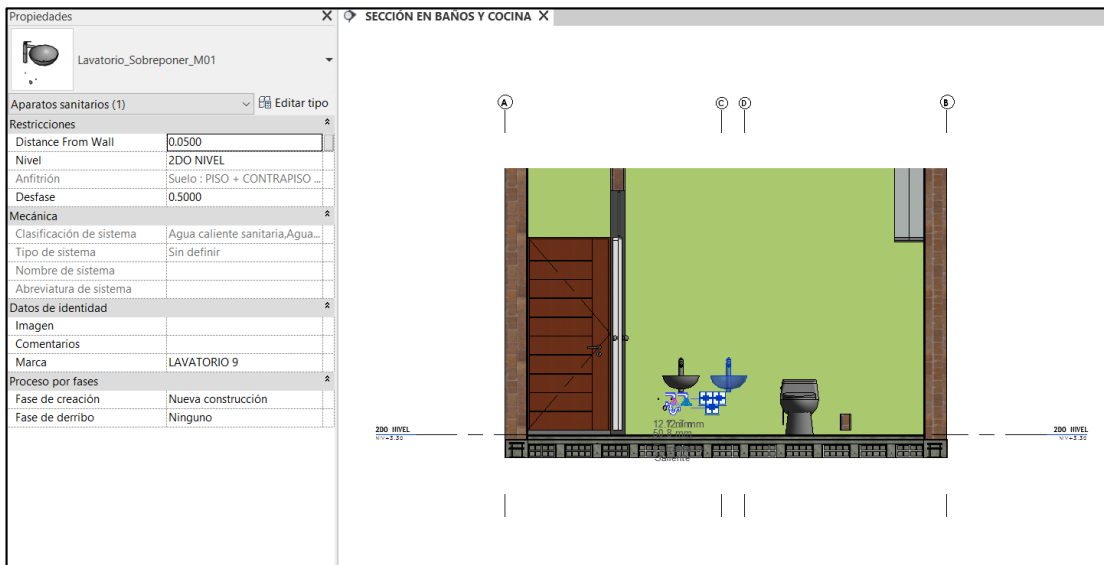 Propiedades
SECCIÓN EN BAÑOS Y COCINA
Lavatorio_Sobreponer_M01
Aparatos sanitarios (1)
Editar tipo
Restricciones
Distance From Wall 0.0500
Nivel 2DO NIVEL
Anfitrión Suelo : PISO + CONTRAPISO ...
Desfase 0.5000
Mecánica
Clasificación de sistema Agua caliente sanitaria,Agua...
Tipo de sistema Sin definir
Nombre de sistema
Abreviatura de sistema
Datos de identidad
Imagen
Comentarios
Marca LAVATORIO 9
Proceso por fases
Fase de creación Nueva construcción
Fase de derribo Ninguno
A C D B
2DO NIVEL
2DO NIVEL
Saliente